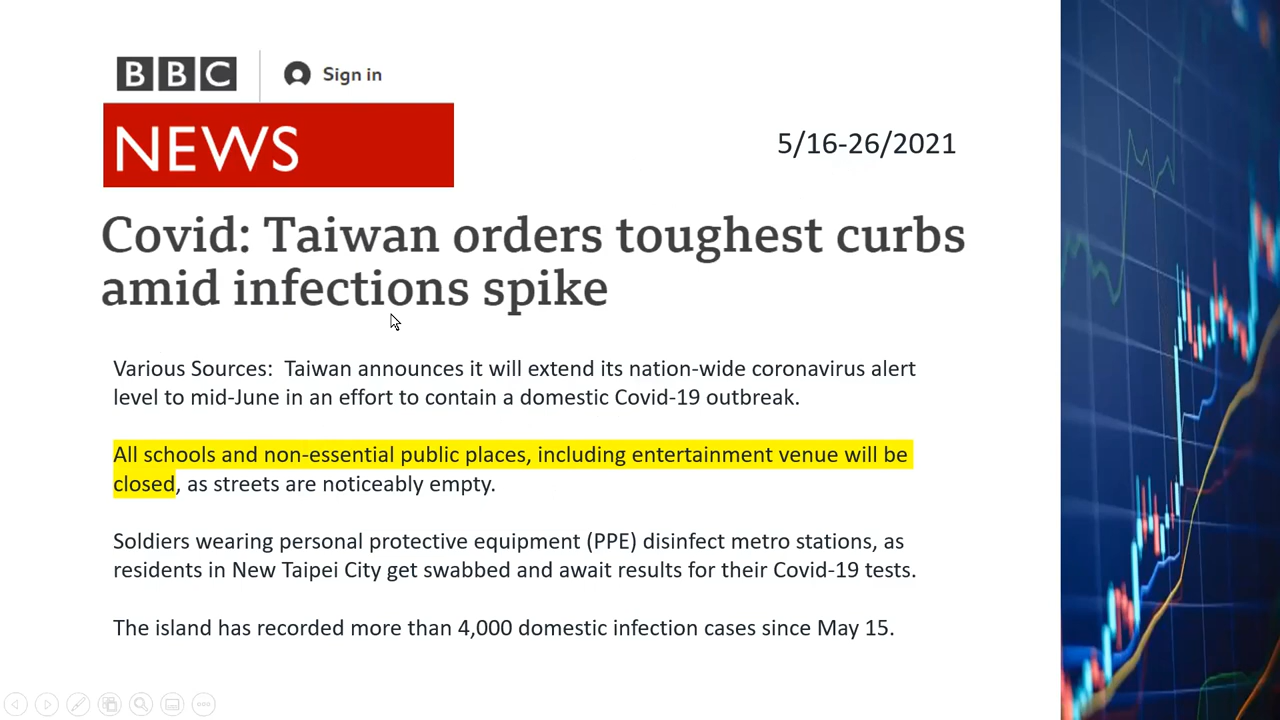 BBC Sign in
NEWS
5/16-26/2021
Covid: Taiwan orders toughest curbs
amid infections spike
Various Sources:  Taiwan announces it will extend its nation-wide coronavirus alert
level to mid-June in an effort to contain a domestic Covid-19 outbreak.
All schools and non-essential public places, including entertainment venue will be
closed, as streets are noticeably empty.
Soldiers wearing personal protective equipment (PPE) disinfect metro stations, as
residents in New Taipei City get swabbed and await results for their Covid-19 tests.
The island has recorded more than 4,000 domestic infection cases since May 15.